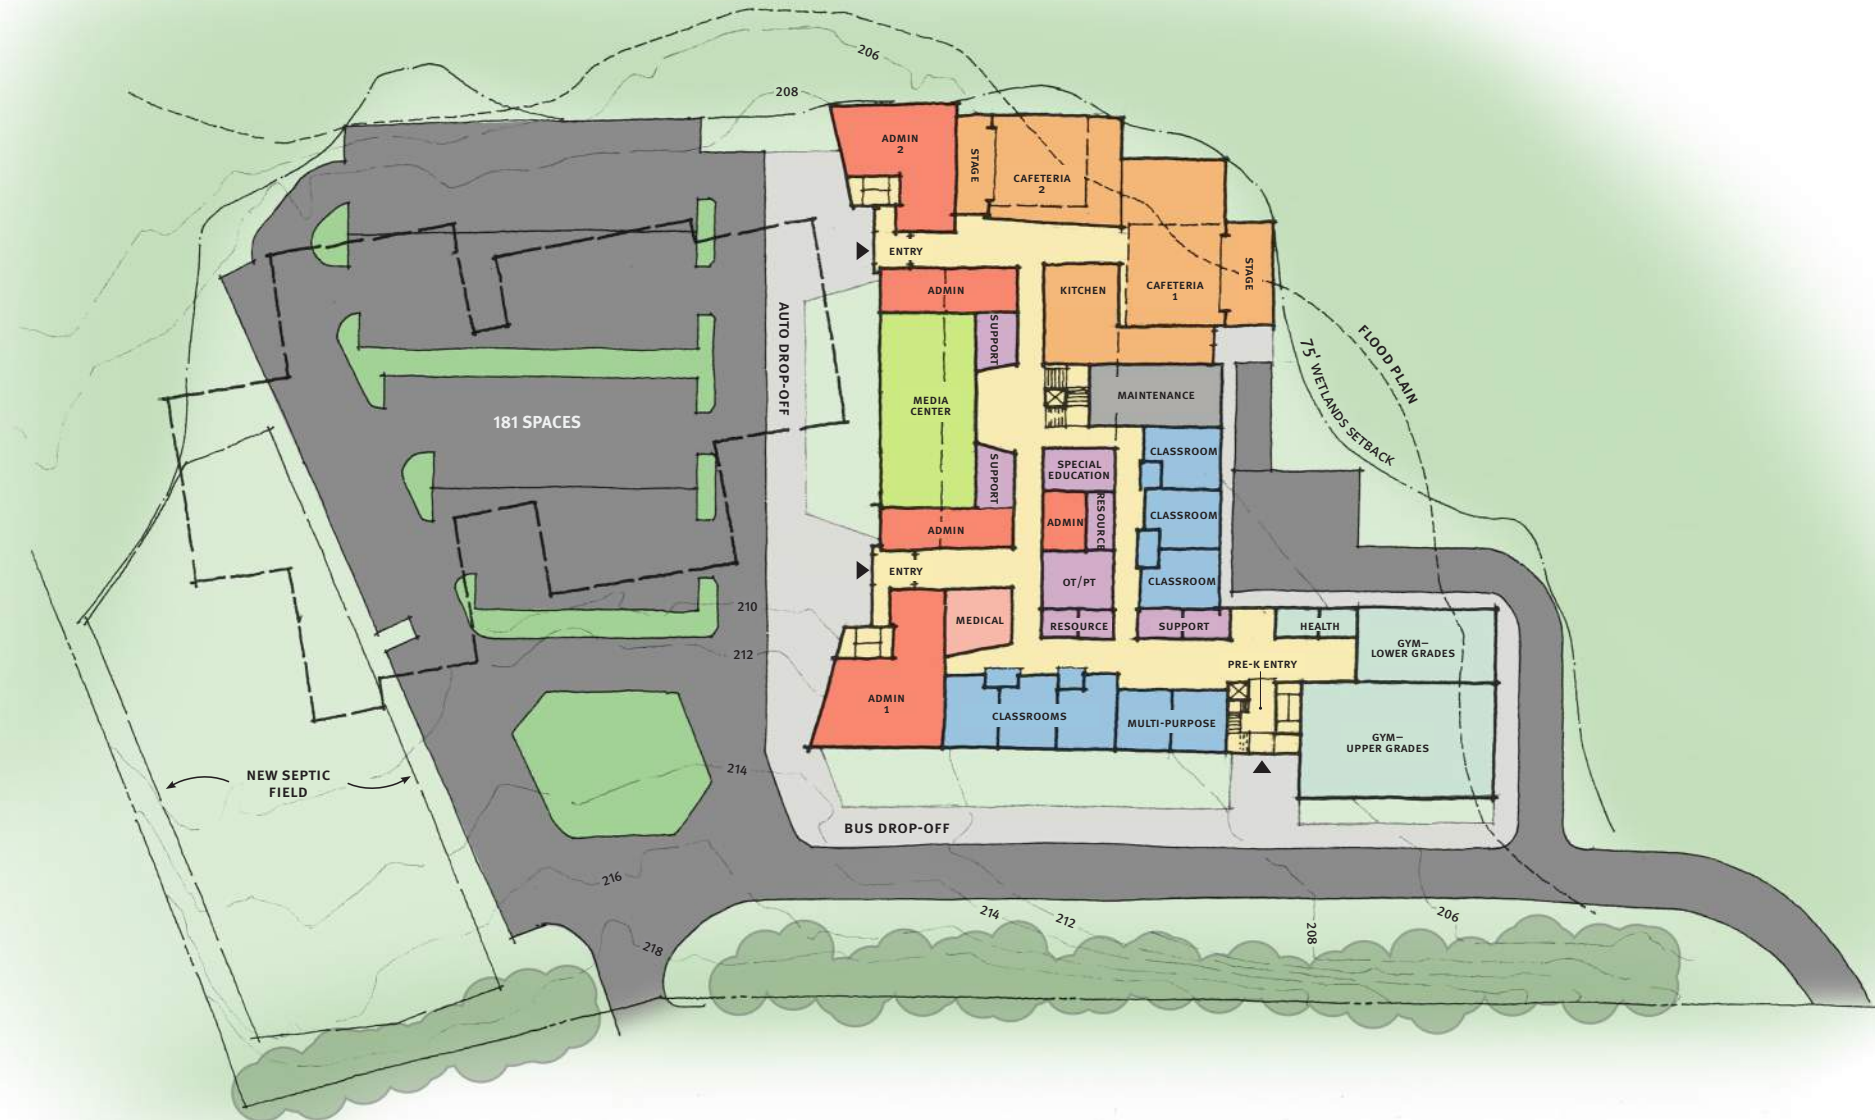 206
208
ADMIN
2
STAGE
CAFETERIA
2
ENTRY
ADMIN
KITCHEN
CAFETERIA
1
STAGE
SUPPORT
AUTO DROP-OFF
FLOOD PLAIN
75' WETLANDS SETBACK
MEDIA
CENTER
MAINTENANCE
181 SPACES
CLASSROOM
SPECIAL
EDUCATION
SUPPORT
ADMIN
RESOURCE
CLASSROOM
ADMIN
ENTRY
OT/PT
CLASSROOM
210
MEDICAL
RESOURCE
SUPPORT
HEALTH
GYM–
LOWER GRADES
212
PRE-K ENTRY
ADMIN
1
CLASSROOMS
MULTI-PURPOSE
GYM–
UPPER GRADES
214
NEW SEPTIC
FIELD
BUS DROP-OFF
216
214
212
208
206
218